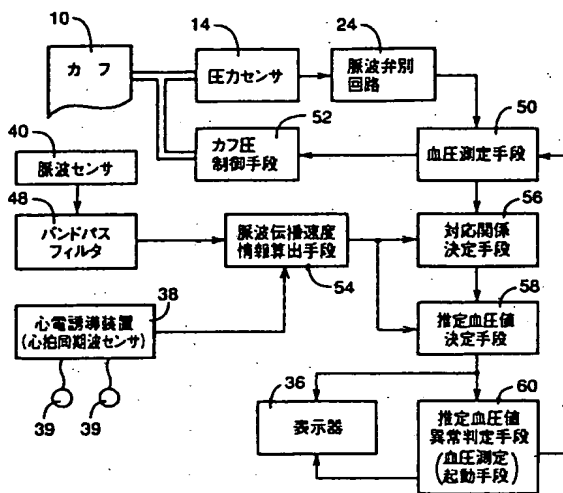 10
カフ
14
圧力センサ
24
脈波弁別
回路
40
脈波センサ
52
カフ圧
制御手段
50
血圧測定手段
48
バンドパス
フィルタ
脈波伝播速度
情報算出手段
54
56
対応関係
決定手段
38
心電誘導装置
(心拍同期波センサ)
39
39
58
推定血圧値
決定手段
36
表示器
60
推定血圧値
異常判定手段
(血圧測定
起動手段)